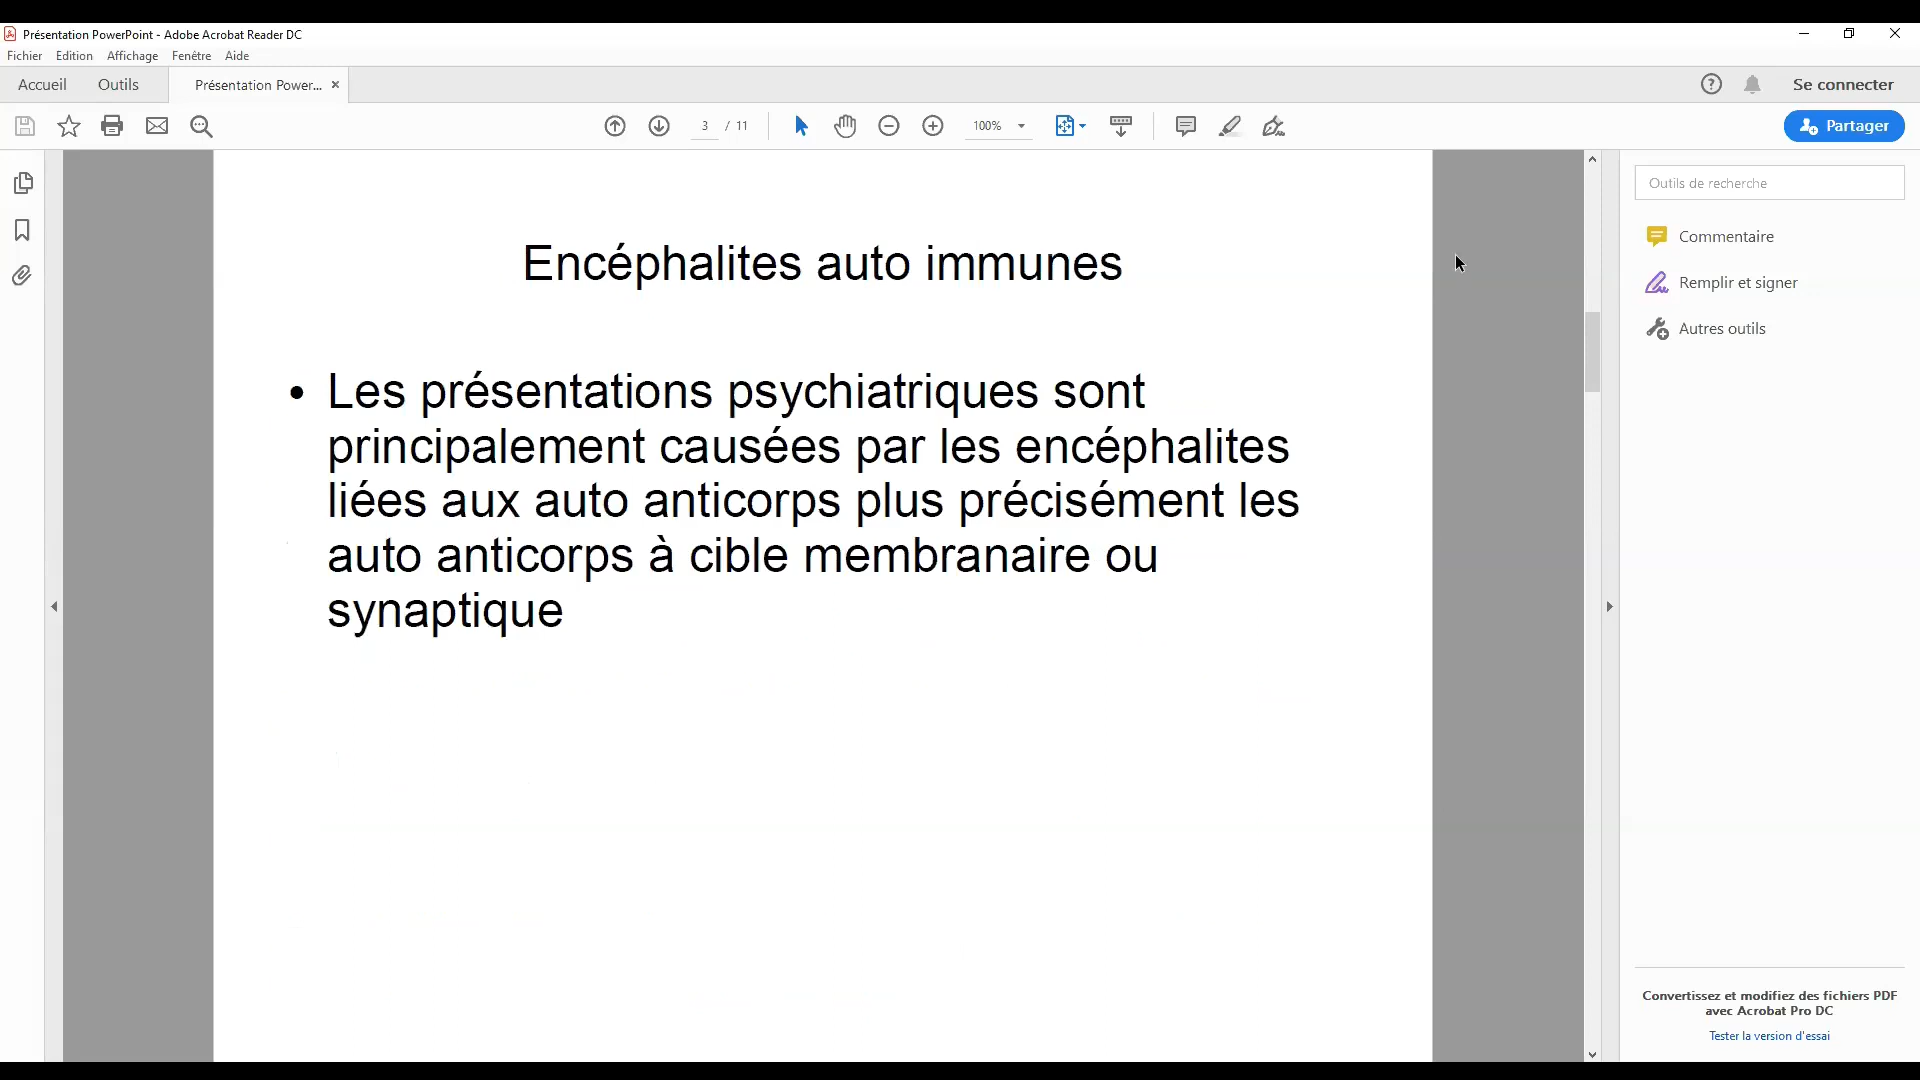 Présentation PowerPoint - Adobe Acrobat Reader DC
Fichier Edition Affichage Fenêtre Aide
Accueil Outils Présentation Power... × Se connecter
3 / 11 100% Partager
Outils de recherche
Commentaire
Remplir et signer
Autres outils
Encéphalites auto immunes
• Les présentations psychiatriques sont
principalement causées par les encéphalites
liées aux auto anticorps plus précisément les
auto anticorps à cible membranaire ou
synaptique
Convertissez et modifiez des fichiers PDF
avec Acrobat Pro DC
Tester la version d'essai